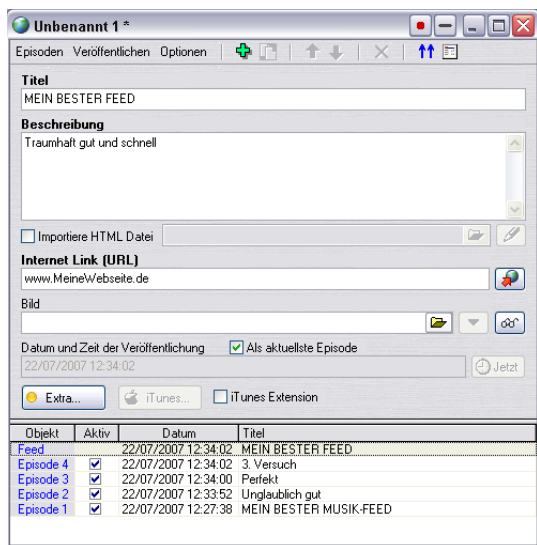 Unbenannt 1 *
Episoden Veröffentlichen Optionen
Titel
MEIN BESTER FEED
Beschreibung
Traumhaft gut und schnell
Importiere HTML Datei
Internet Link (URL)
www.MeineWebseite.de
Bild
Datum und Zeit der Veröffentlichung Als aktuellste Episode
22/07/2007 12:34:02 Jetzt
Extra... iTunes... iTunes Extension
Objekt Aktiv Datum Titel
Feed 22/07/2007 12:34:02 MEIN BESTER FEED
Episode 4 22/07/2007 12:34:02 3. Versuch
Episode 3 22/07/2007 12:34:00 Perfekt
Episode 2 22/07/2007 12:33:52 Unglaublich gut
Episode 1 22/07/2007 12:27:38 MEIN BESTER MUSIK-FEED